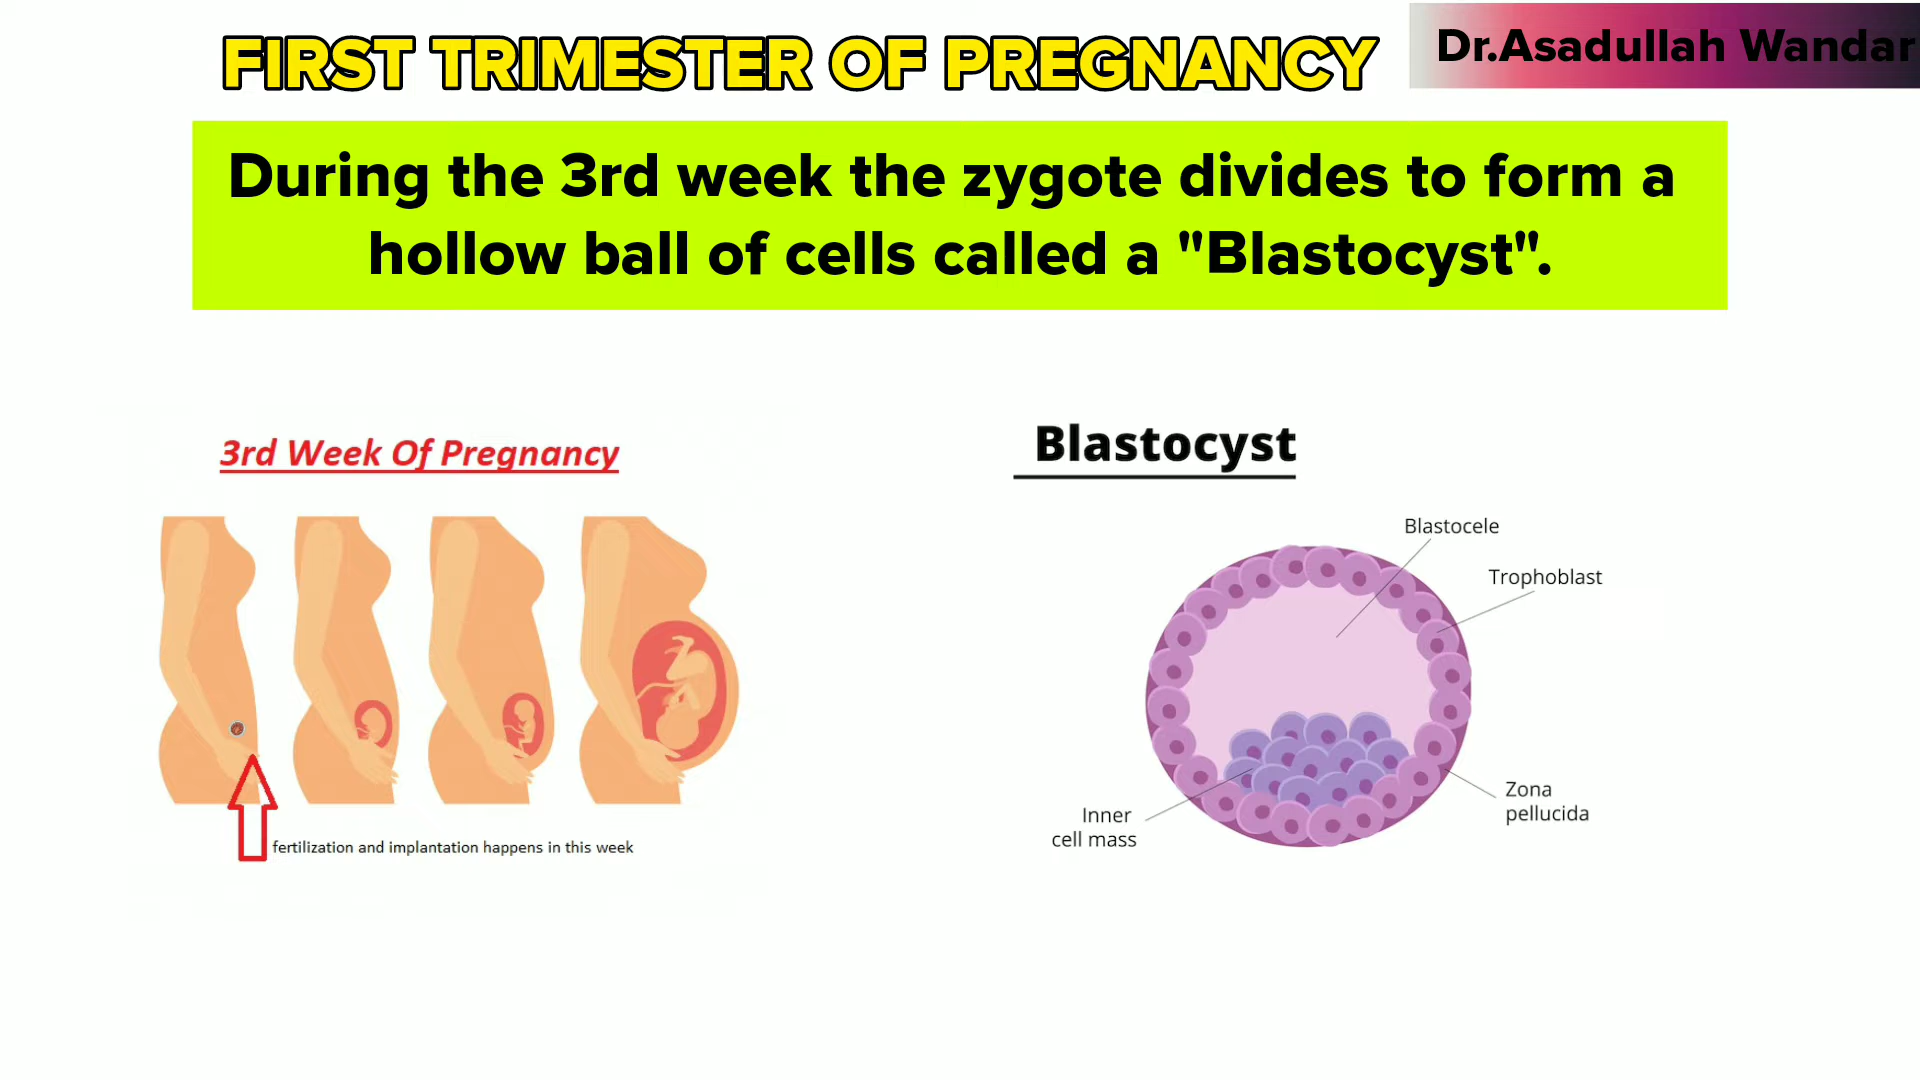 FIRST TRIMESTER OF PREGNANCY
Dr.Asadullah Wandar
During the 3rd week the zygote divides to form a
hollow ball of cells called a "Blastocyst".
3rd Week Of Pregnancy
fertilization and implantation happens in this week
Blastocyst
Blastocele
Trophoblast
Zona
pellucida
Inner
cell mass